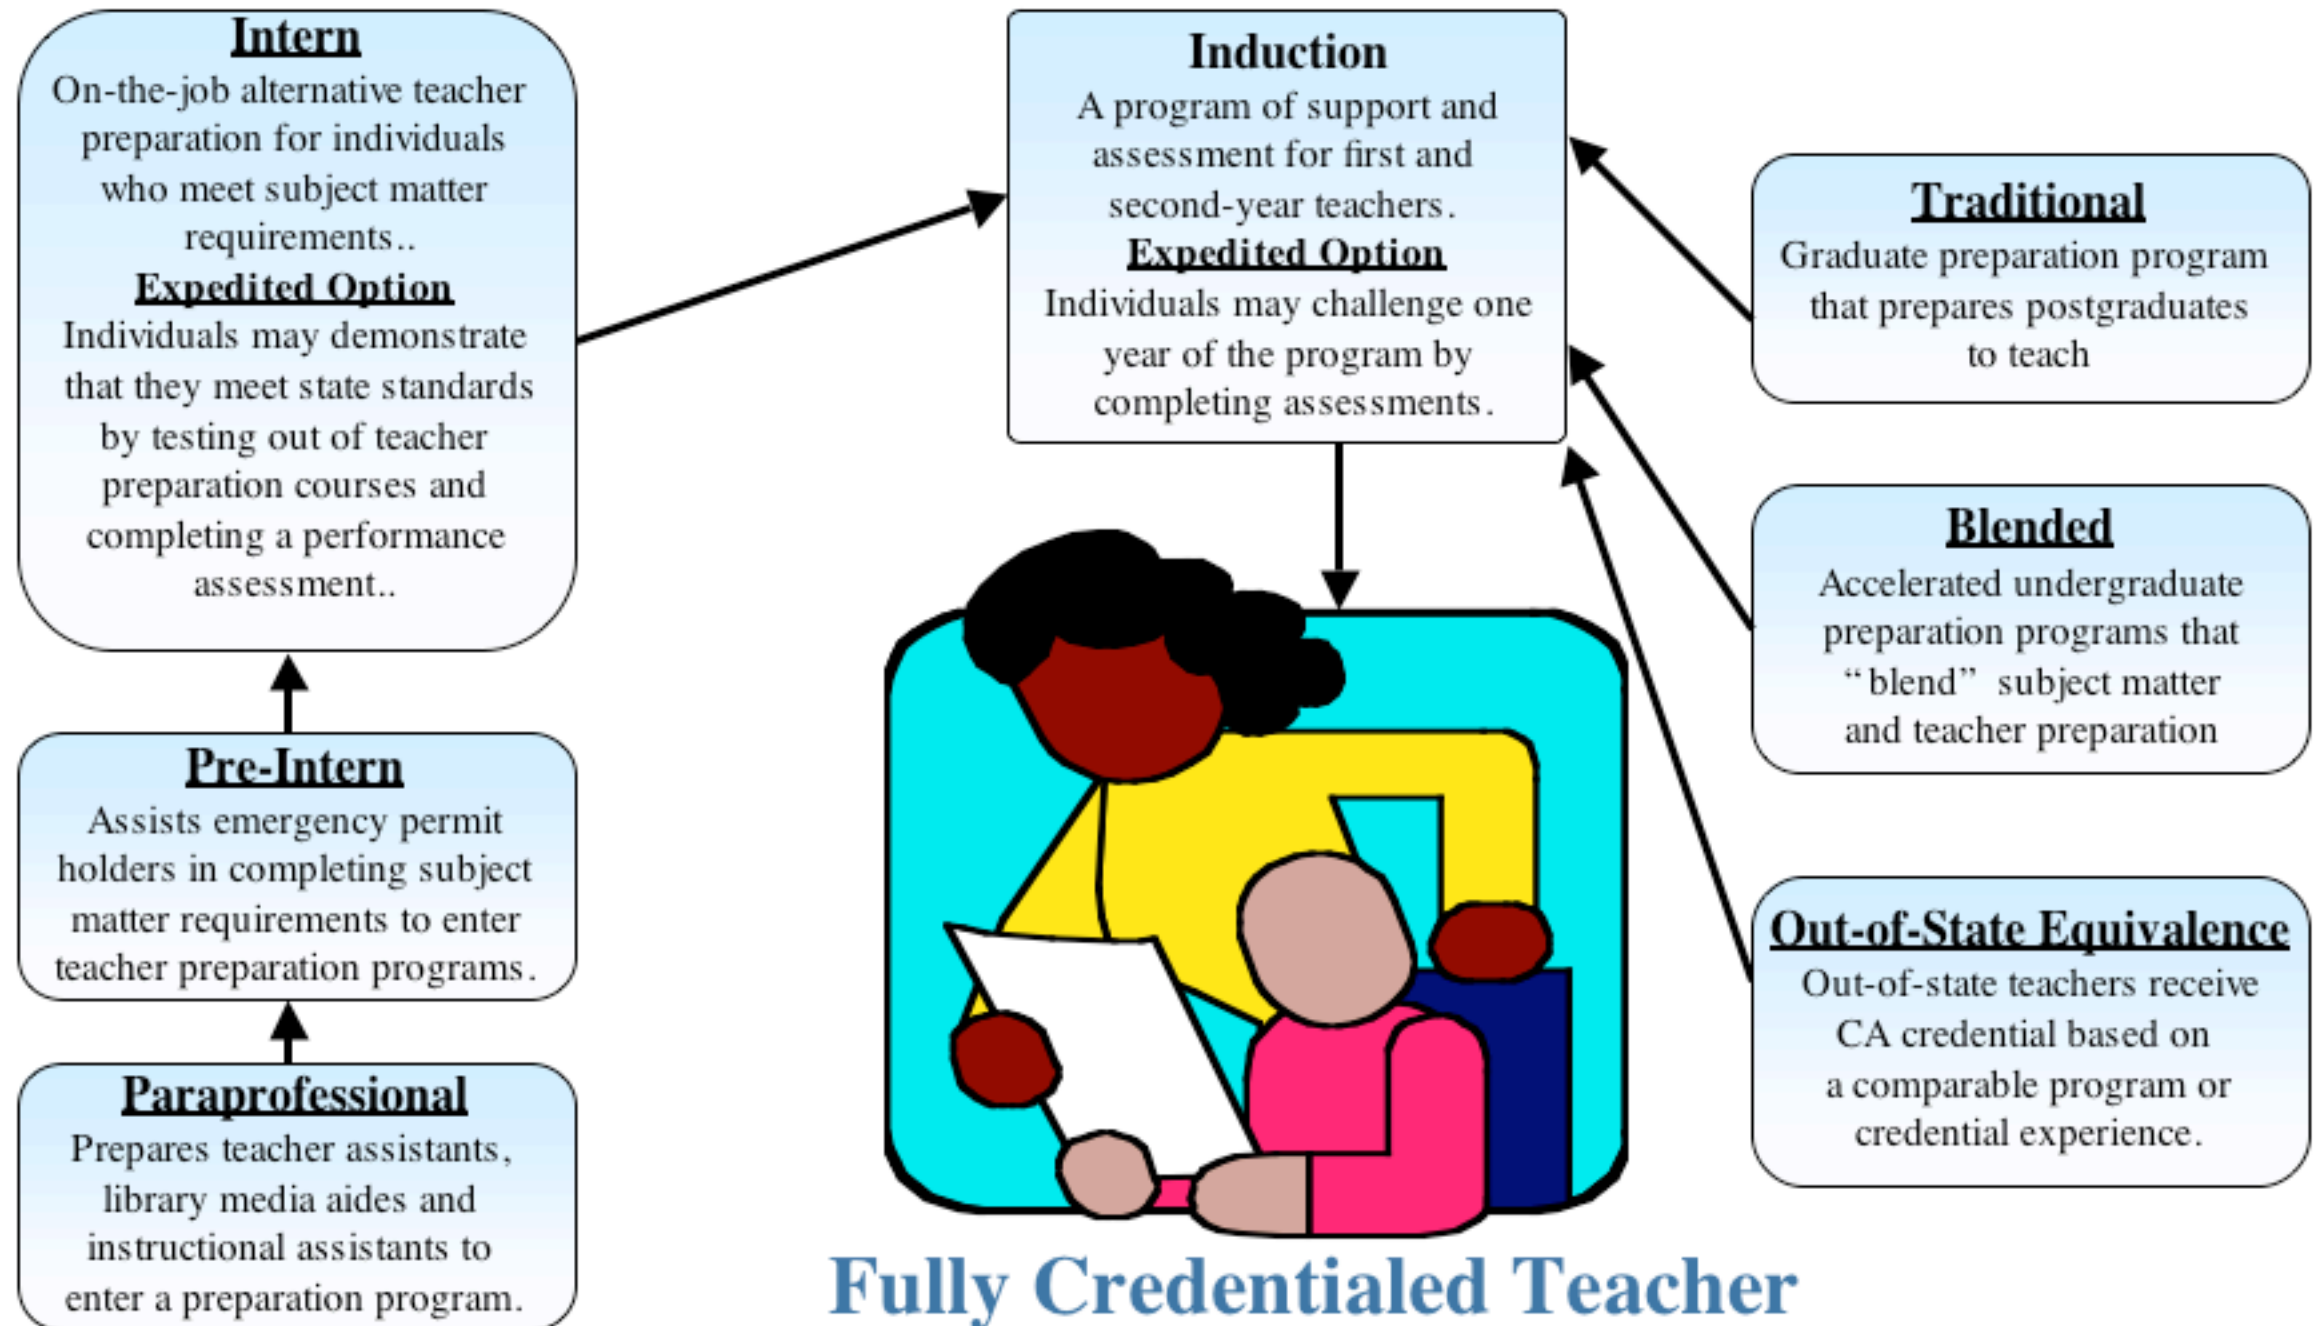 Intern
On-the-job alternative teacher
preparation for individuals
who meet subject matter
requirements..
Expedited Option
Individuals may demonstrate
that they meet state standards
by testing out of teacher
preparation courses and
completing a performance
assessment..
Pre-Intern
Assists emergency permit
holders in completing subject
matter requirements to enter
teacher preparation programs.
Paraprofessional
Prepares teacher assistants,
library media aides and
instructional assistants to
enter a preparation program.
Induction
A program of support and
assessment for first and
second-year teachers.
Expedited Option
Individuals may challenge one
year of the program by
completing assessments.
Fully Credentialed Teacher
Traditional
Graduate preparation program
that prepares postgraduates
to teach
Blended
Accelerated undergraduate
preparation programs that
“blend” subject matter
and teacher preparation
Out-of-State Equivalence
Out-of-state teachers receive
CA credential based on
a comparable program or
credential experience.